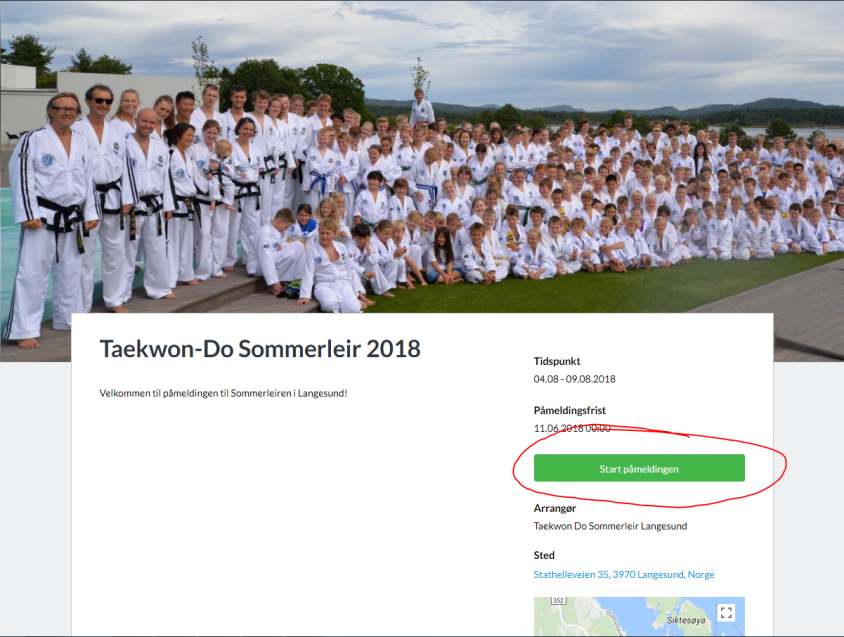 Taekwon-Do Sommerleir 2018
Velkommen til påmeldingen til Sommerleiren i Langesund!
Tidspunkt
04.08 - 09.08.2018
Påmeldingsfrist
11.06.2018 00:00
Start påmeldingen
Arrangør
Taekwon Do Sommerleir Langesund
Sted
Stathelleveien 35, 3970 Langesund, Norge
352
Siktesøya